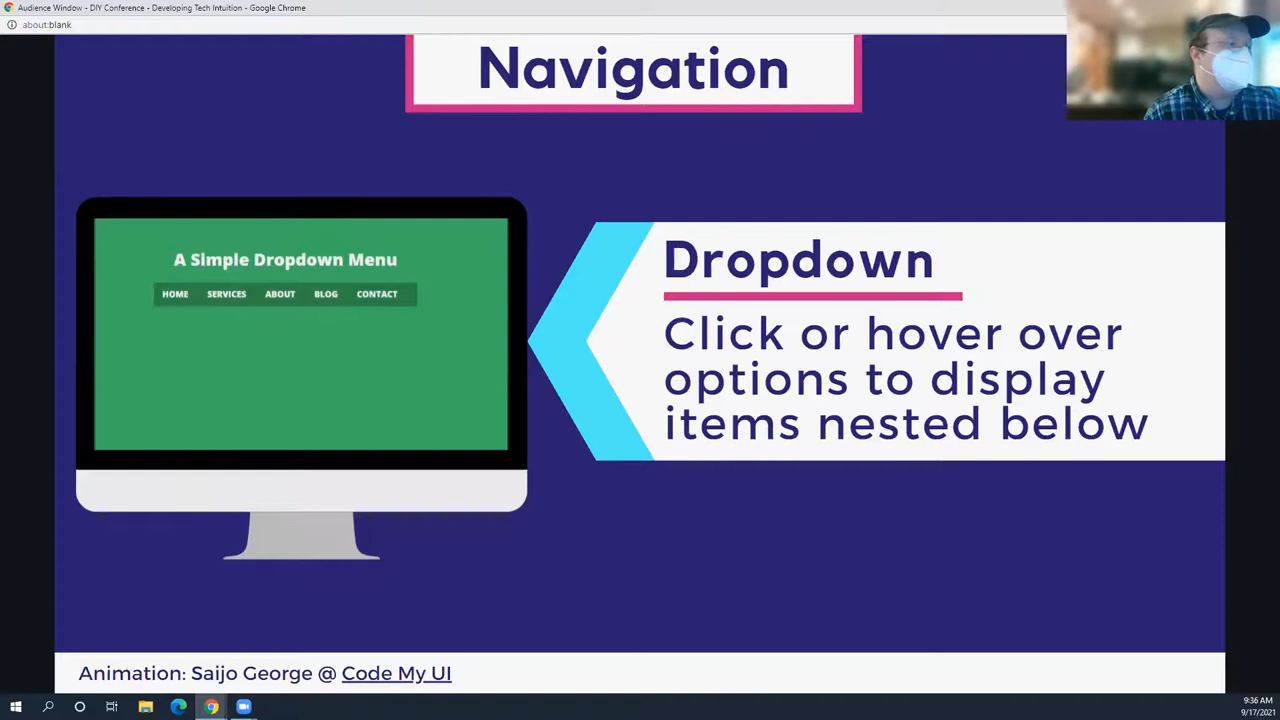 Audience Window - DIY Conference - Developing Tech Intuition - Google Chrome
about:blank
Navigation
A Simple Dropdown Menu
HOME SERVICES ABOUT BLOG CONTACT
Dropdown
Click or hover over
options to display
items nested below
Animation: Saijo George @ Code My UI
9:36 AM
9/17/2021